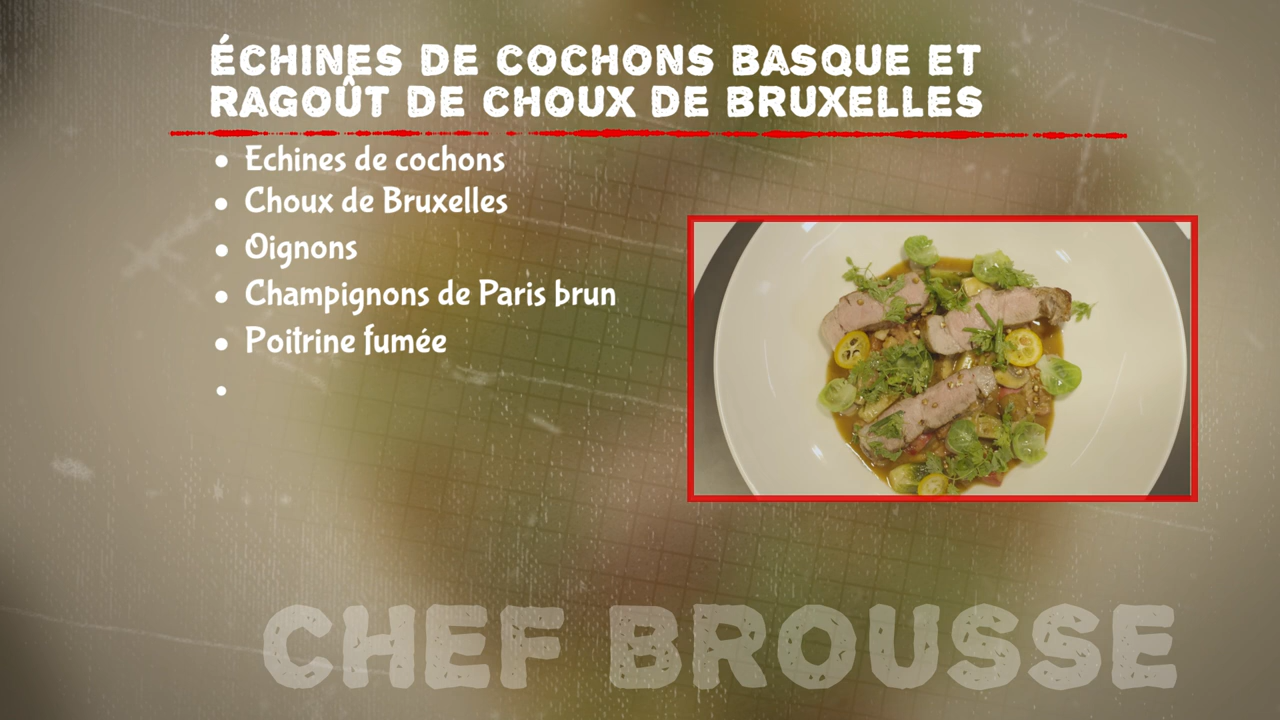 ÉCHINES DE COCHONS BASQUE ET
RAGOÛT DE CHOUX DE BRUXELLES
• Echines de cochons
• Choux de Bruxelles
• Oignons
• Champignons de Paris brun
• Poitrine fumée
•
CHEF BROUSSE